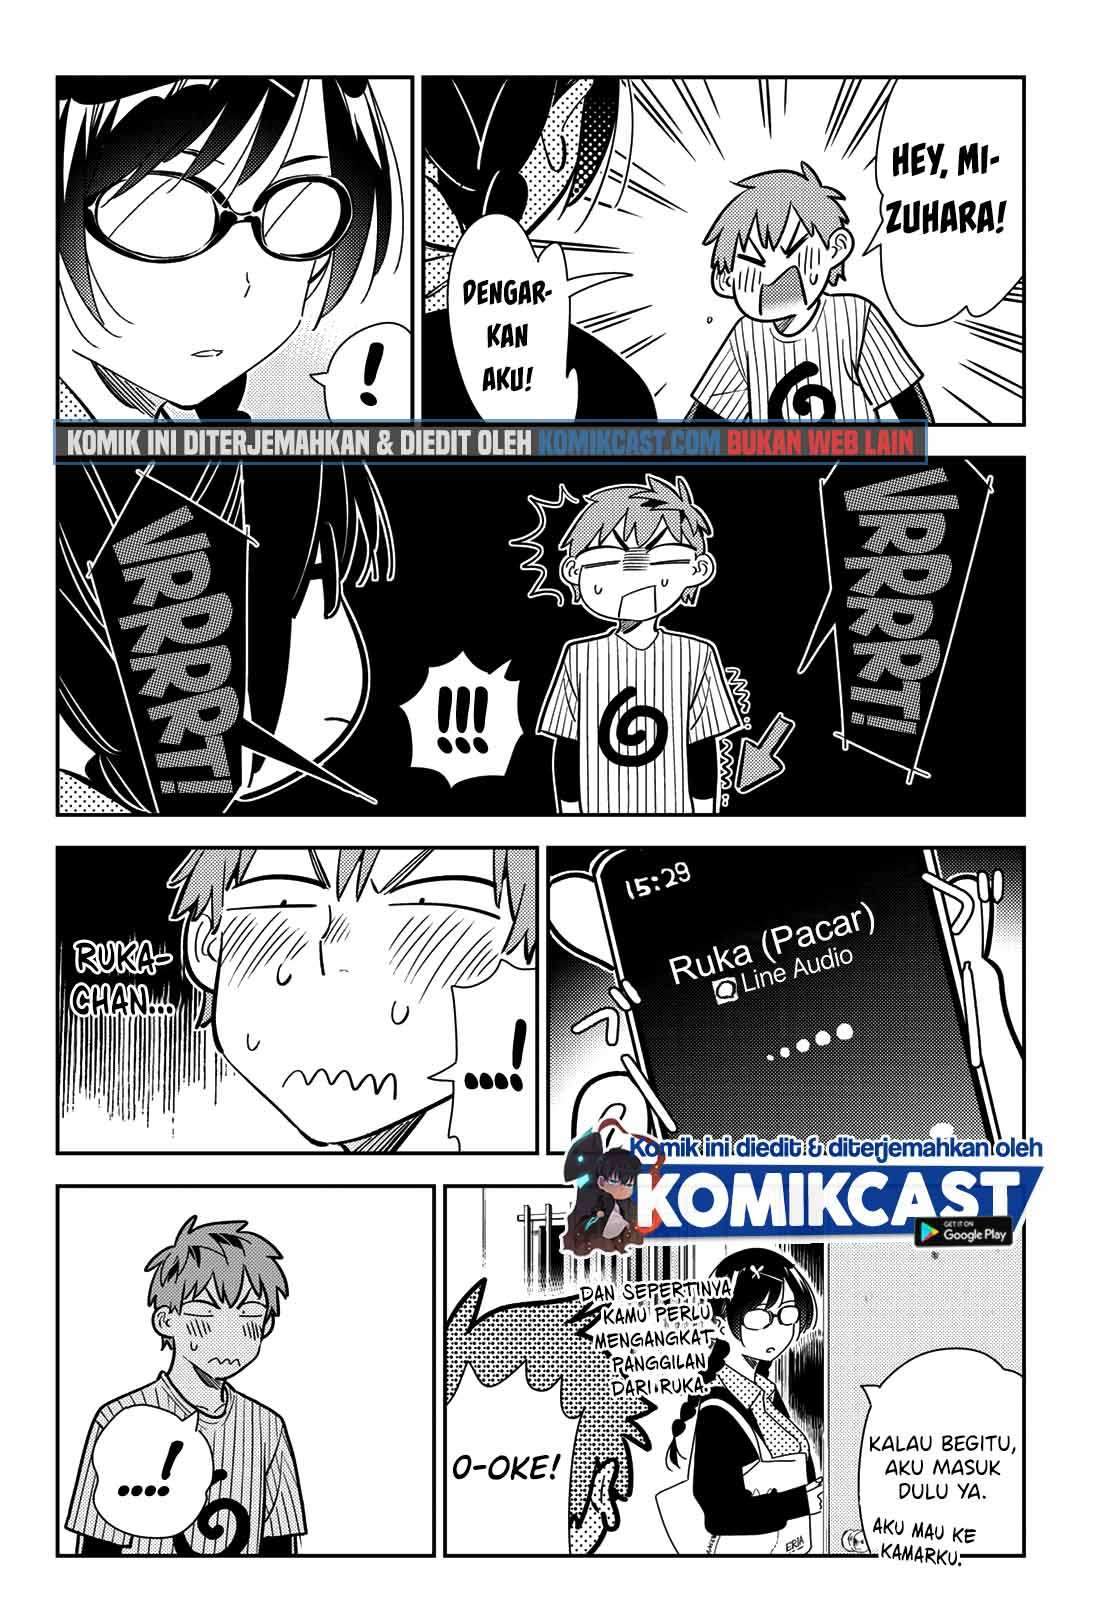 HEY, MI-
ZUHARA!
DENGAR-
KAN
AKU!
!
KOMIK INI DITERJEMAHKAN & DIEDIT OLEH KOMIKCAST.COM BUKAN WEB LAIN
VRRRRT!
!!!
VRRRRT!
15:29
Ruka (Pacar)
Line Audio
....!
RUKA-
CHAN...
Komik ini diedit & diterjemahkan oleh
KOMIKCAST
GET IT ON
Google Play
KALAU BEGITU,
AKU MASUK
DULU YA.
AKU MAU KE
KAMARKU.
DAN SEPERTINYA
KAMU PERLU
MENGANGKAT
PANGGILAN
DARI RUKA.
ERIA
O-OKE!
....!